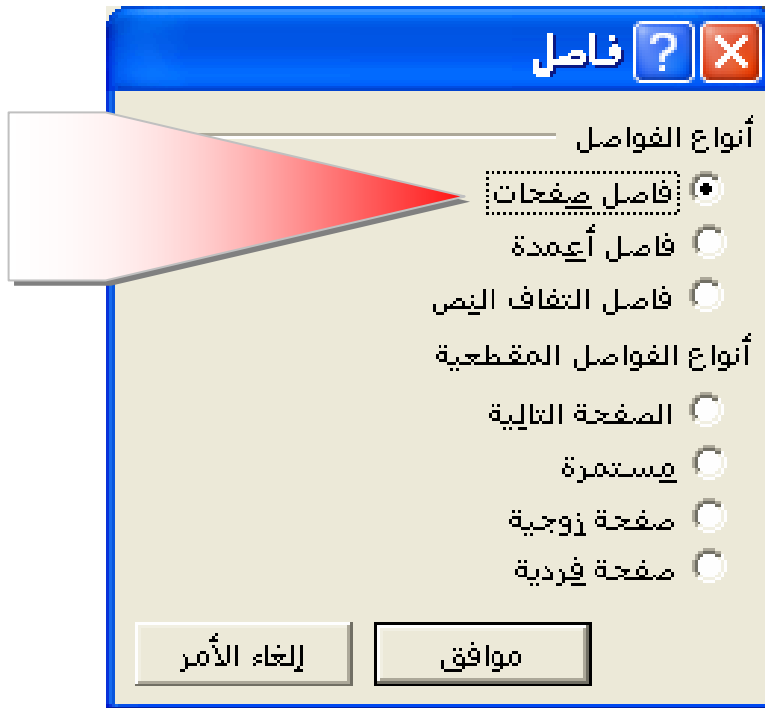 فاصل
أنواع الفواصل
فاصل صفحات
فاصل أعمدة
فاصل التفاف النص
أنواع الفواصل المقطعية
الصفحة التالية
مستمرة
صفحة زوجية
صفحة فردية
موافق إلغاء الأمر